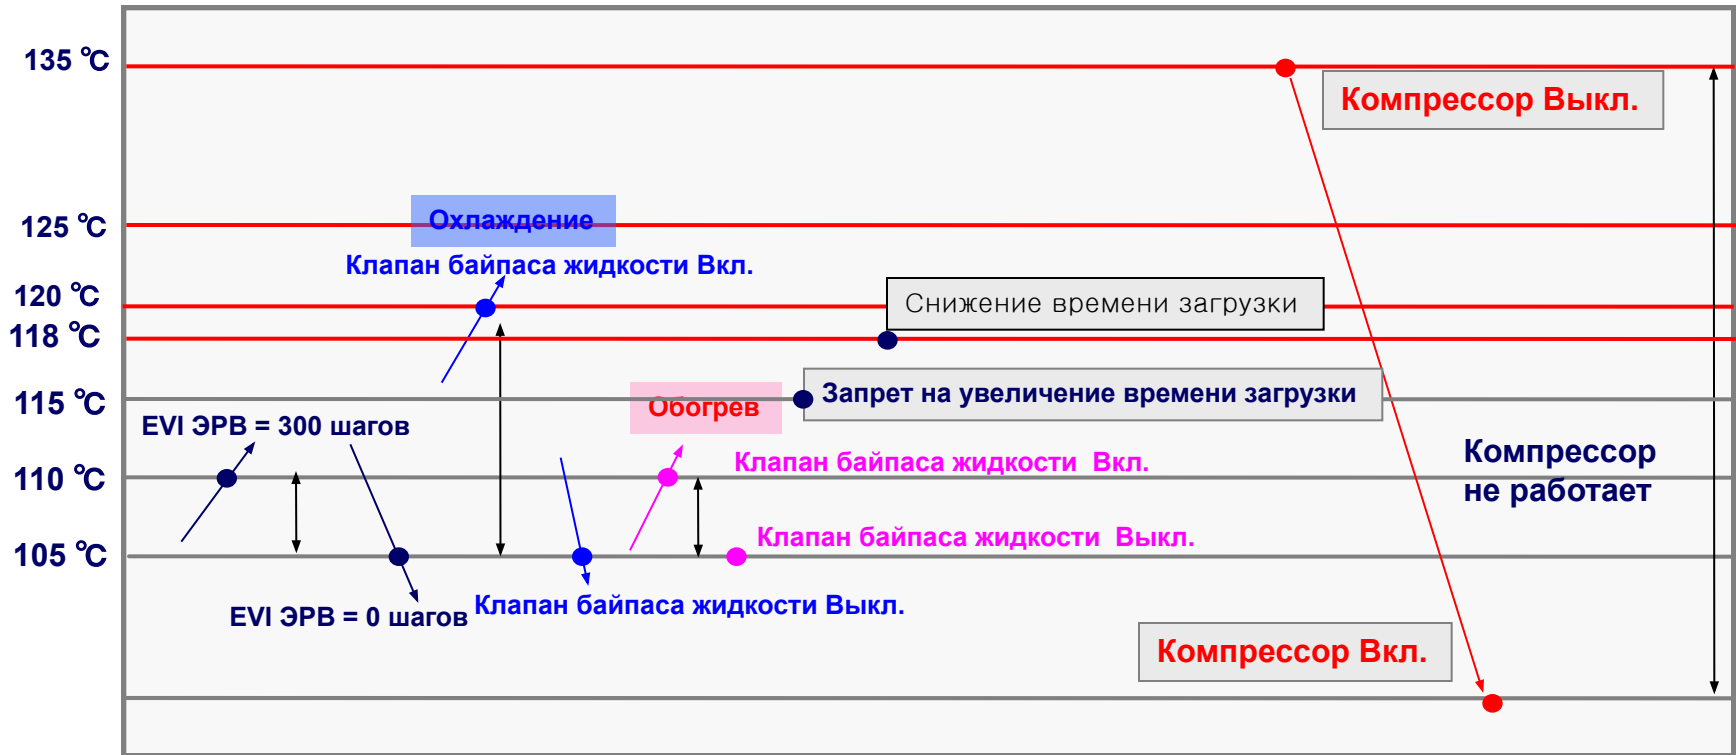 135 ℃
Компрессор Выкл.
125 ℃
Охлаждение
Клапан байпаса жидкости Вкл.
120 ℃
Снижение времени загрузки
118 ℃
115 ℃
Обогрев
Запрет на увеличение времени загрузки
EVI ЭРВ = 300 шагов
110 ℃
Клапан байпаса жидкости Вкл.
Компрессор
не работает
105 ℃
Клапан байпаса жидкости Выкл.
EVI ЭРВ = 0 шагов
Клапан байпаса жидкости Выкл.
Компрессор Вкл.